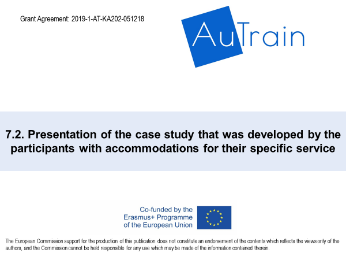 Grant Agreement: 2019-1-AT-KA202-051218
AuTrain
7.2. Presentation of the case study that was developed by the
participants with accommodations for their specific service
Co-funded by the
Erasmus+ Programme
of the European Union
The European Commission support for the production of this publication does not constitute an endorsement of the contents which reflects the views only of the
authors, and the Commission cannot be held responsible for any use which may be made of the information contained therein